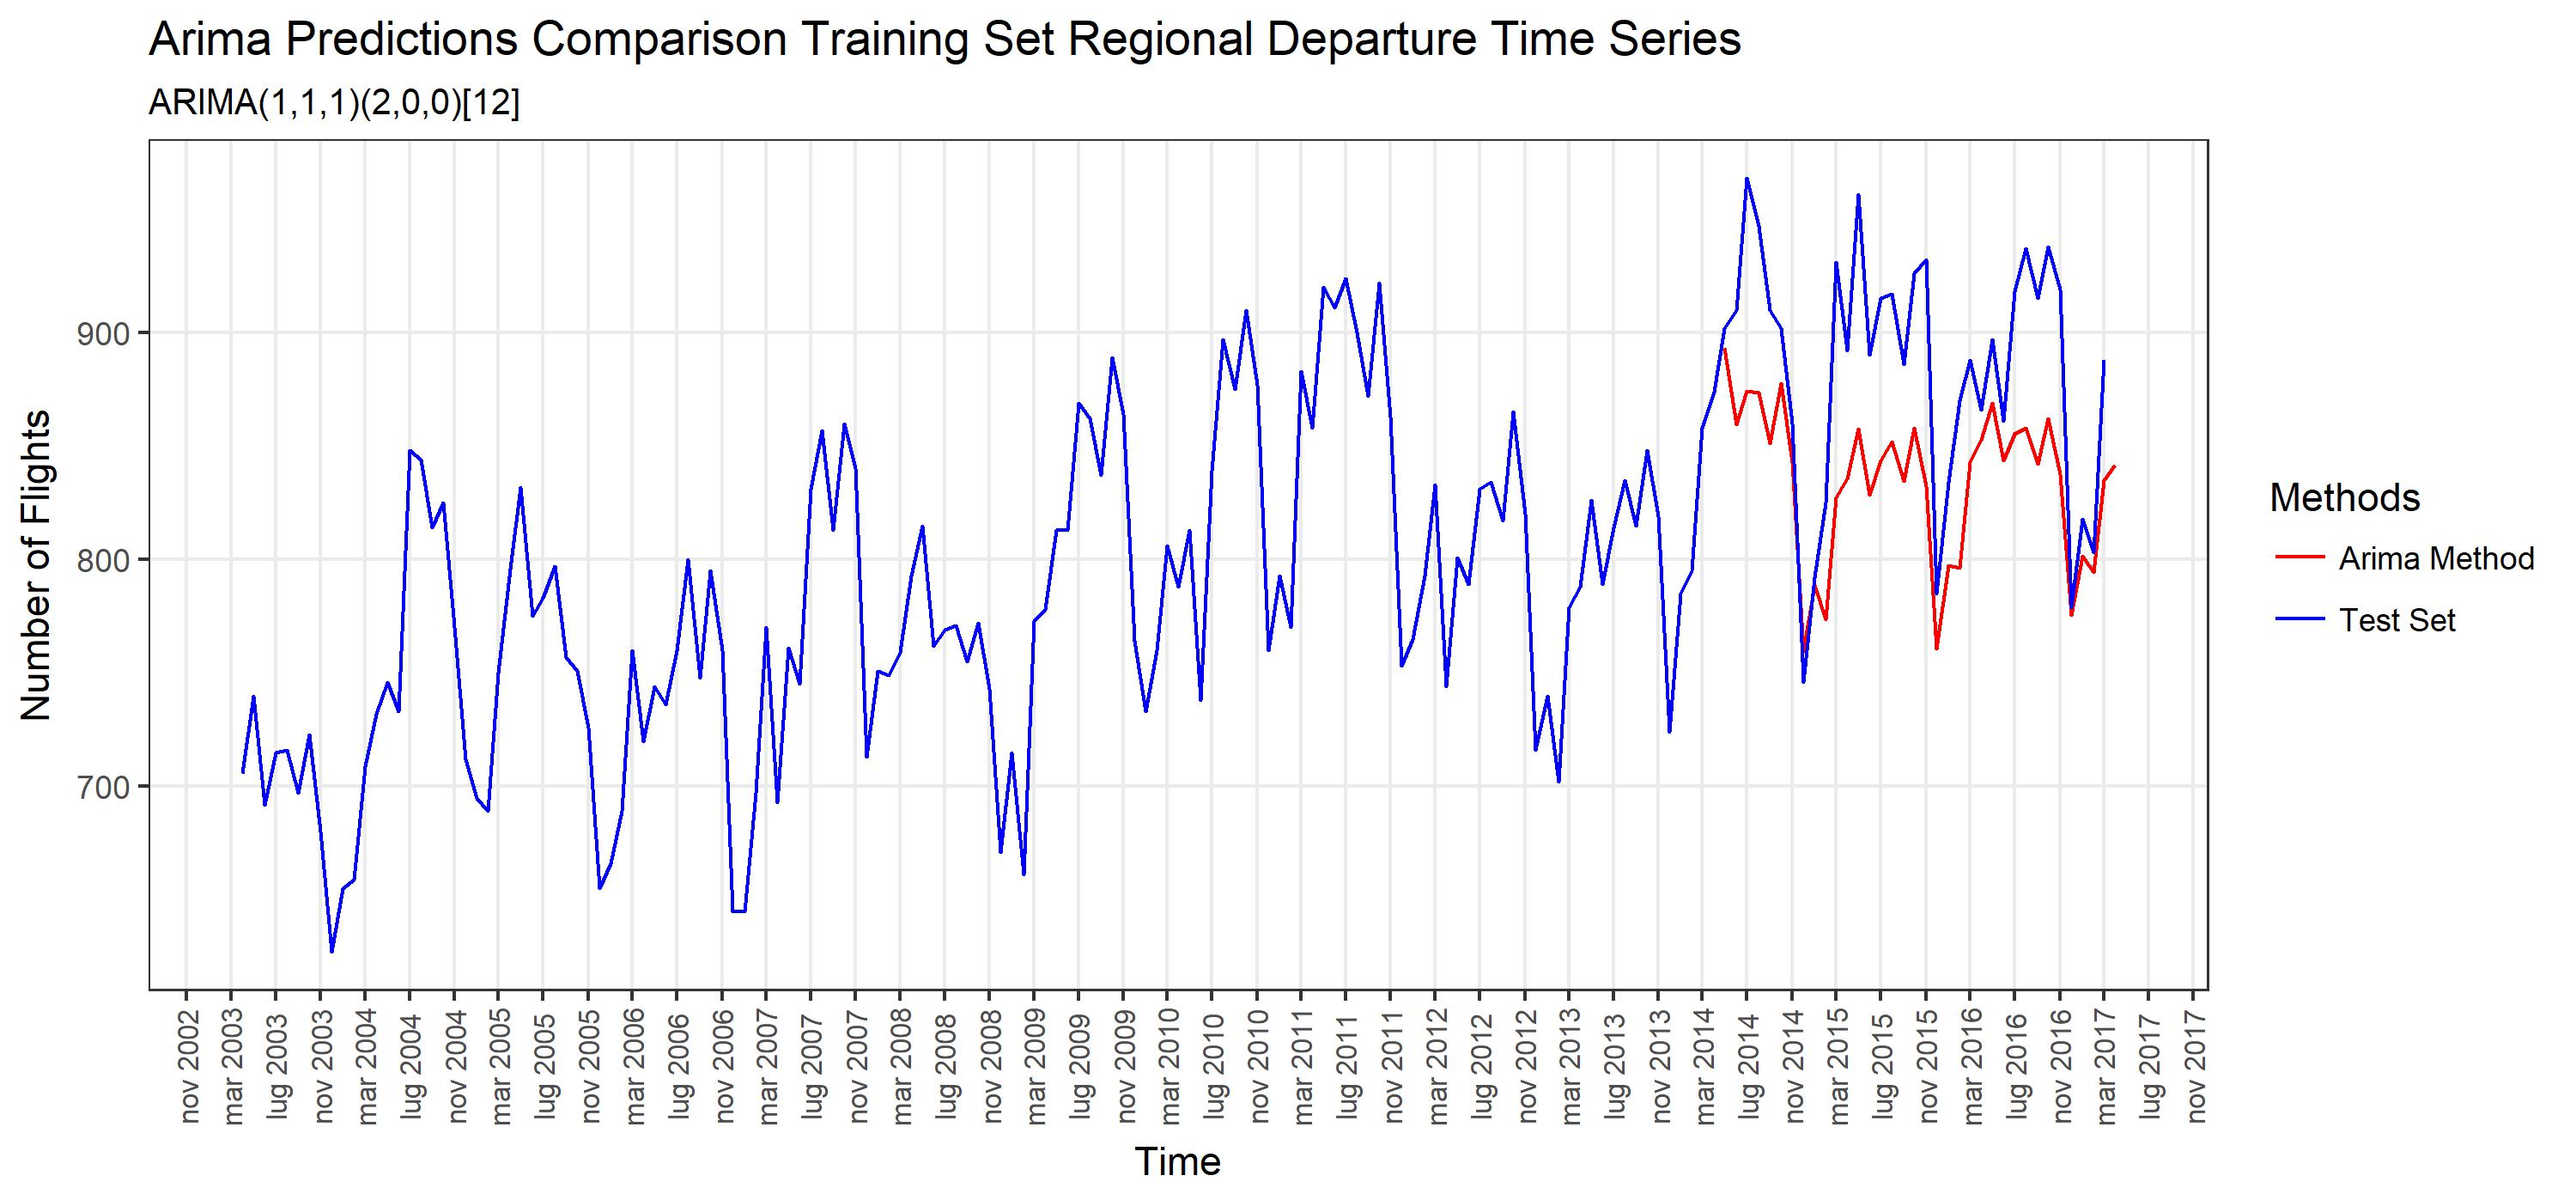 Arima Predictions Comparison Training Set Regional Departure Time Series
ARIMA(1,1,1)(2,0,0)[12]
Number of Flights
900
800
700
nov 2002
mar 2003
lug 2003
nov 2003
mar 2004
lug 2004
nov 2004
mar 2005
lug 2005
nov 2005
mar 2006
lug 2006
nov 2006
mar 2007
lug 2007
nov 2007
mar 2008
lug 2008
nov 2008
mar 2009
lug 2009
nov 2009
mar 2010
lug 2010
nov 2010
mar 2011
lug 2011
nov 2011
mar 2012
lug 2012
nov 2012
mar 2013
lug 2013
nov 2013
mar 2014
lug 2014
nov 2014
mar 2015
lug 2015
nov 2015
mar 2016
lug 2016
nov 2016
mar 2017
lug 2017
nov 2017
Time
Methods
Arima Method
Test Set